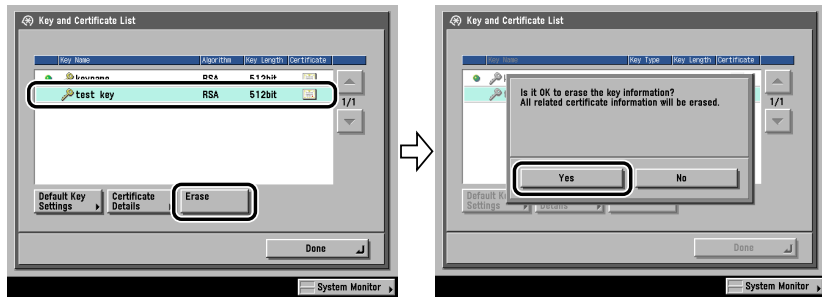 Key and Certificate List
Key Name Algorithm Key Length Certificate
keyname RSA 512bit
test key RSA 512bit
1/1
Default Key Settings
Certificate Details
Erase
Done
System Monitor
Key and Certificate List
Key Name Key Type Key Length Certificate
Is it OK to erase the key information?
All related certificate information will be erased.
1/1
Yes
No
Default
Settings
Details
Done
System Monitor